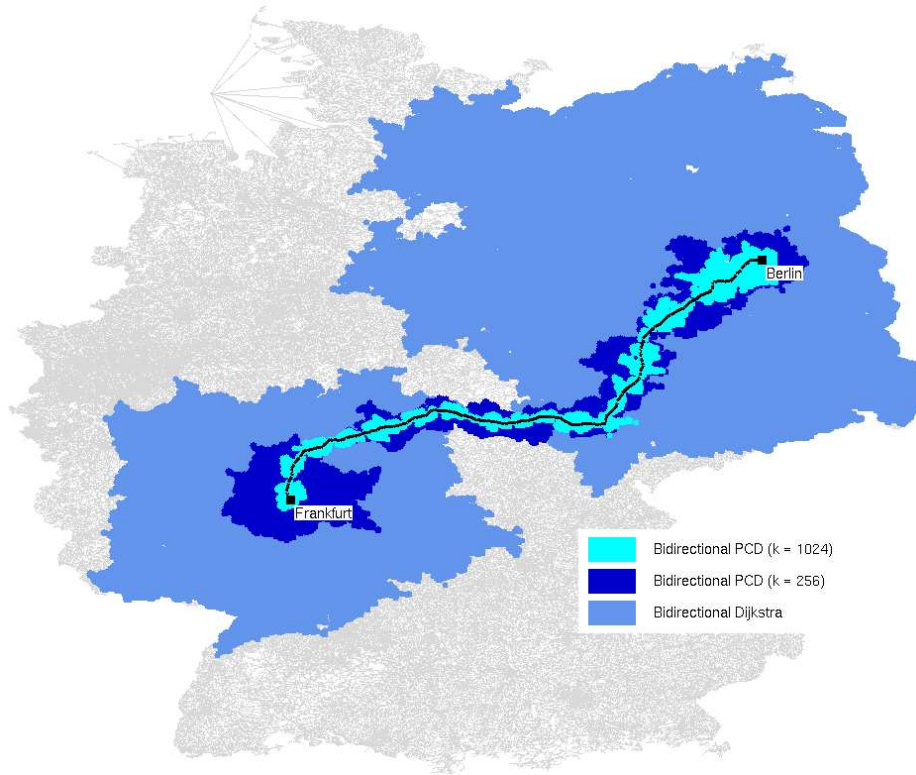 Berlin
Frankfurt
Bidirectional PCD (k = 1024)
Bidirectional PCD (k = 256)
Bidirectional Dijkstra